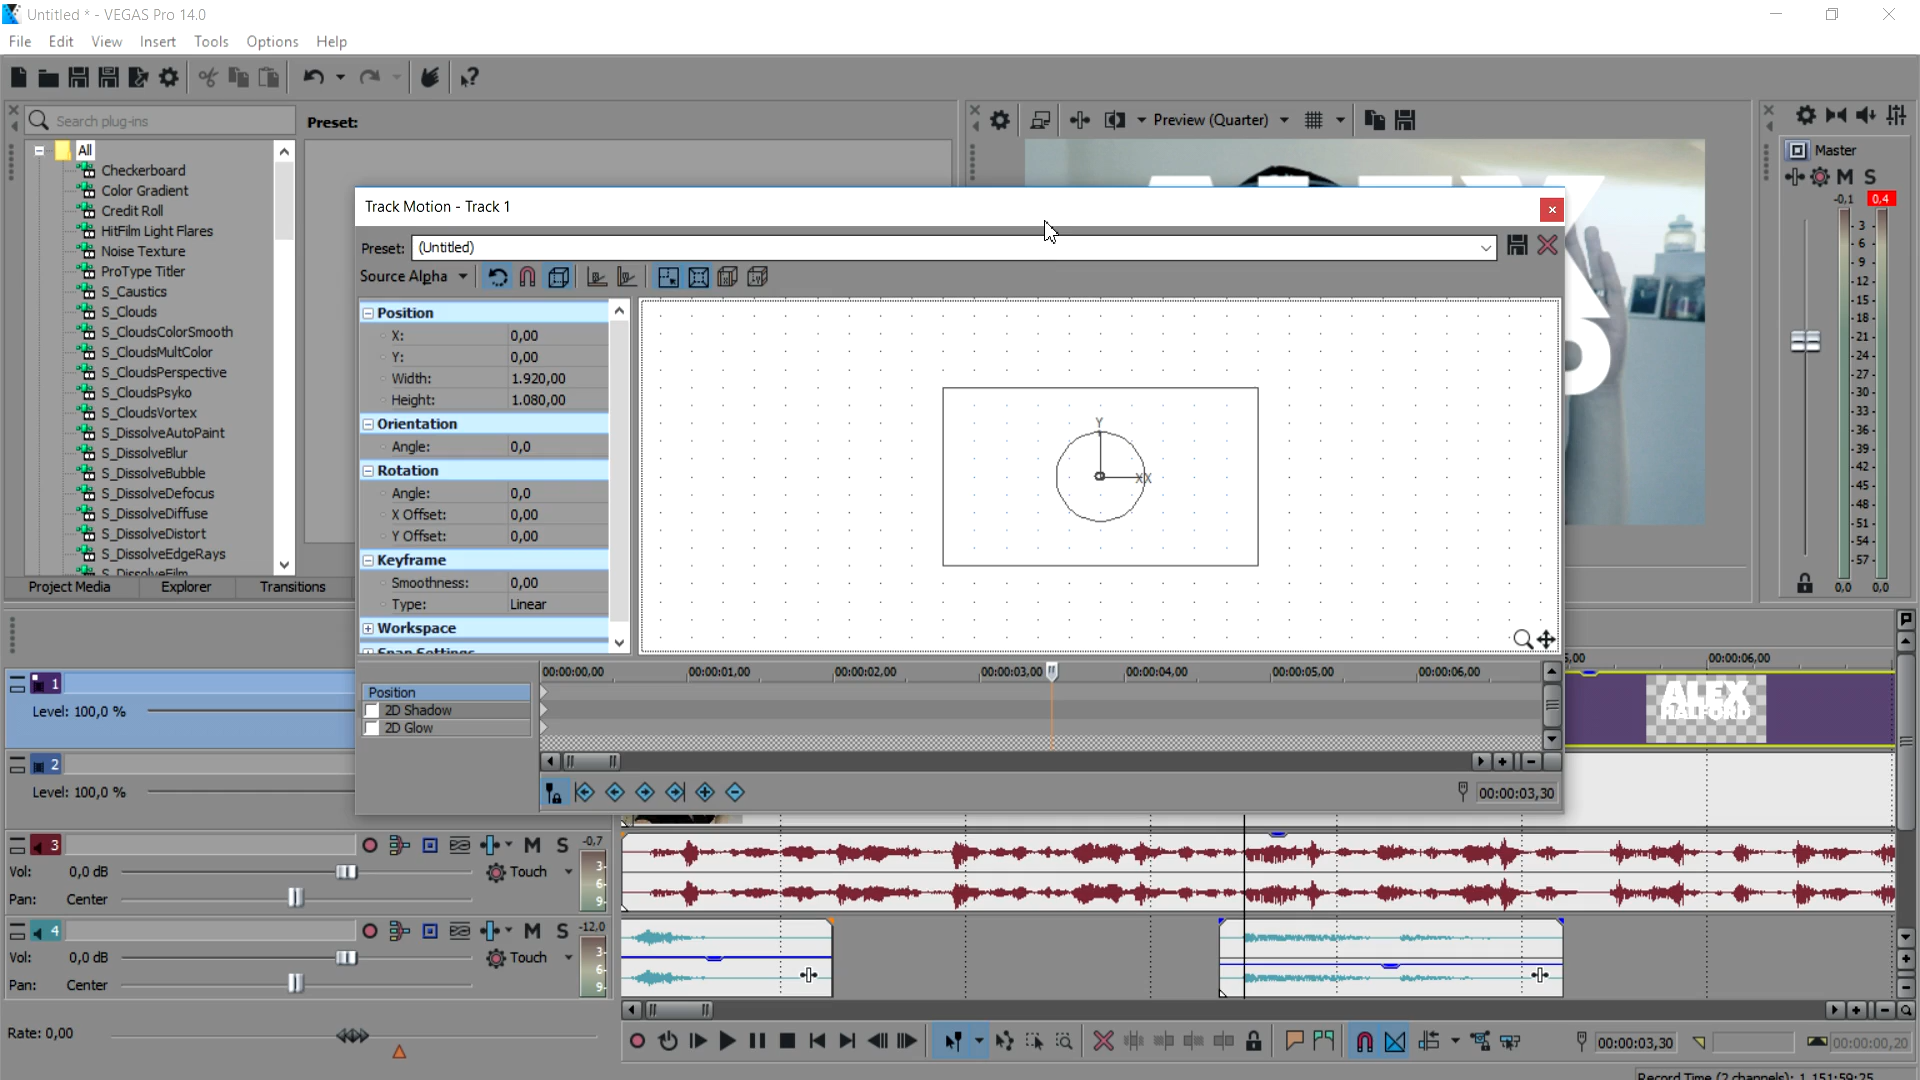 Untitled * - VEGAS Pro 14.0
File Edit View Insert Tools Options Help
Search plug-ins
Preset:
Preview (Quarter)
All
Checkerboard
Color Gradient
Credit Roll
HitFilm Light Flares
Noise Texture
ProType Titler
S_Caustics
S_Clouds
S_CloudsColorSmooth
S_CloudsMultColor
S_CloudsPerspective
S_CloudsPsyko
S_CloudsVortex
S_DissolveAutoPaint
S_DissolveBlur
S_DissolveBubble
S_DissolveDefocus
S_DissolveDiffuse
S_DissolveDistort
S_DissolveEdgeRays
S_DissolveFilm
Project Media Explorer Transitions
Master
M S
-0,1 0,4
3
6
9
-12-
-15-
-18-
-21-
-24-
-27-
-30-
-33-
-36-
-39-
-42-
-45-
-48-
-51-
-54-
-57-
0,0 0,0
Track Motion - Track 1
Preset: (Untitled)
Source Alpha
Position
X: 0,00
Y: 0,00
Width: 1.920,00
Height: 1.080,00
Orientation
Angle: 0,0
Rotation
Angle: 0,0
X Offset: 0,00
Y Offset: 0,00
Keyframe
Smoothness: 0,00
Type: Linear
Workspace
Snap Settings
Y
X X
00:00:00,00 00:00:01,00 00:00:02,00 00:00:03,00 00:00:04,00 00:00:05,00 00:00:06,00
Position
2D Shadow
2D Glow
00:00:03,30
5,00 00:00:06,00
1
Level: 100,0 %
ALEX
HALFORD
2
Level: 100,0 %
3 M S -0,7
Vol: 0,0 dB Touch 3-
6-
Pan: Center 9-
4 M S -12,0
Vol: 0,0 dB Touch 3-
6-
Pan: Center 9-
Rate: 0,00
00:00:03,30 00:00:00,20
Record Time (2 channels): 1.151:59:25